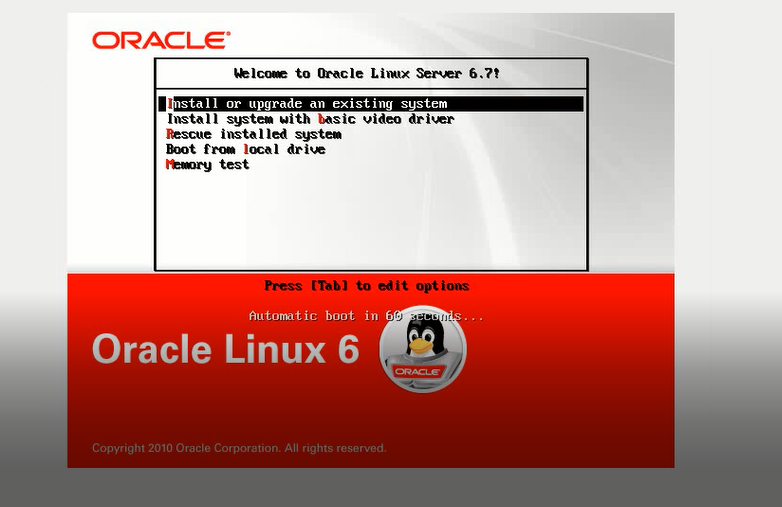 ORACLE®
Welcome to Oracle Linux Server 6.7!
Install or upgrade an existing system
Install system with basic video driver
Rescue installed system
Boot from local drive
Memory test
Press [Tab] to edit options
Automatic boot in 60 seconds...
Oracle Linux 6
ORACLE
Copyright 2010 Oracle Corporation. All rights reserved.